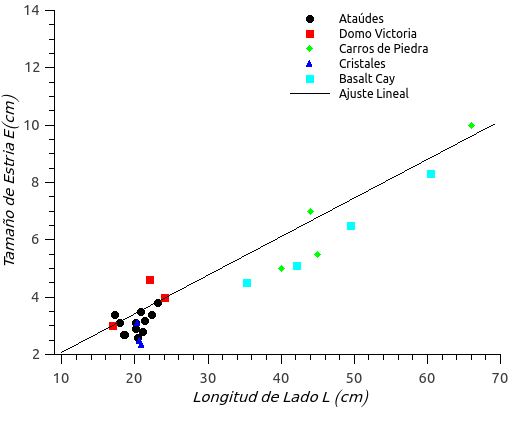 14
12
10
8
6
4
2
Tamaño de Estria E(cm)
Ataúdes
Domo Victoria
Carros de Piedra
Cristales
Basalt Cay
Ajuste Lineal
10 20 30 40 50 60 70
Longitud de Lado L (cm)